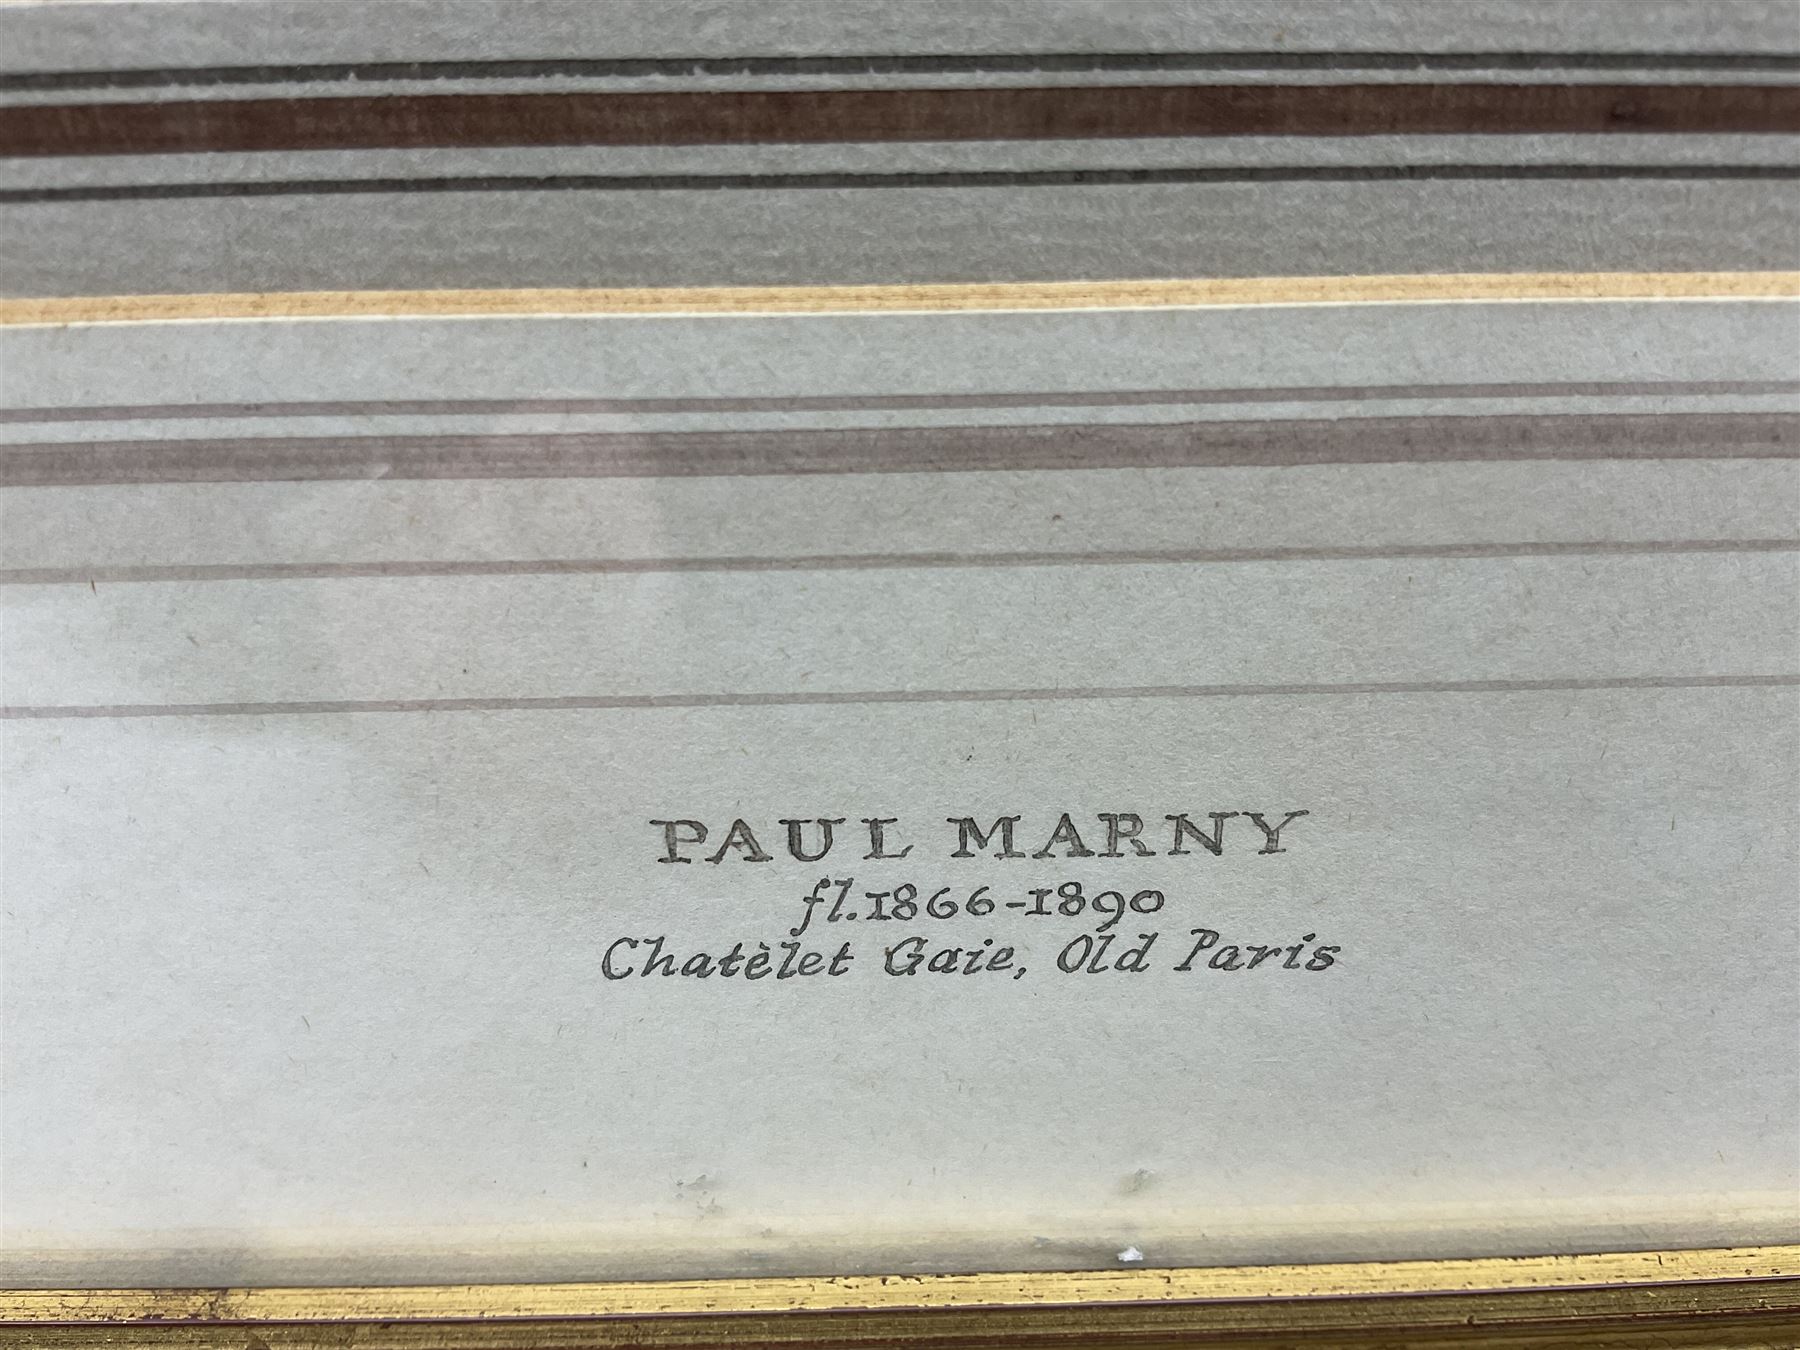 PAUL MARNY
fl.1866-1890
Chatèlet Gaie, Old Paris